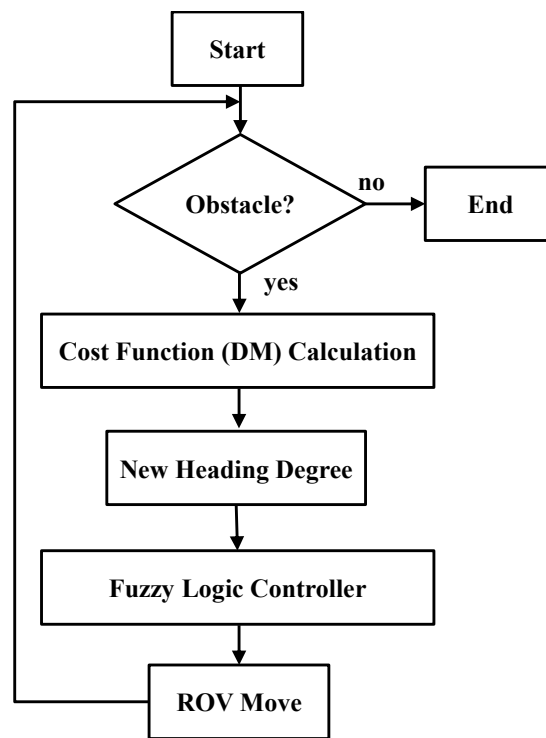 Start
Obstacle?
no
End
yes
Cost Function (DM) Calculation
New Heading Degree
Fuzzy Logic Controller
ROV Move